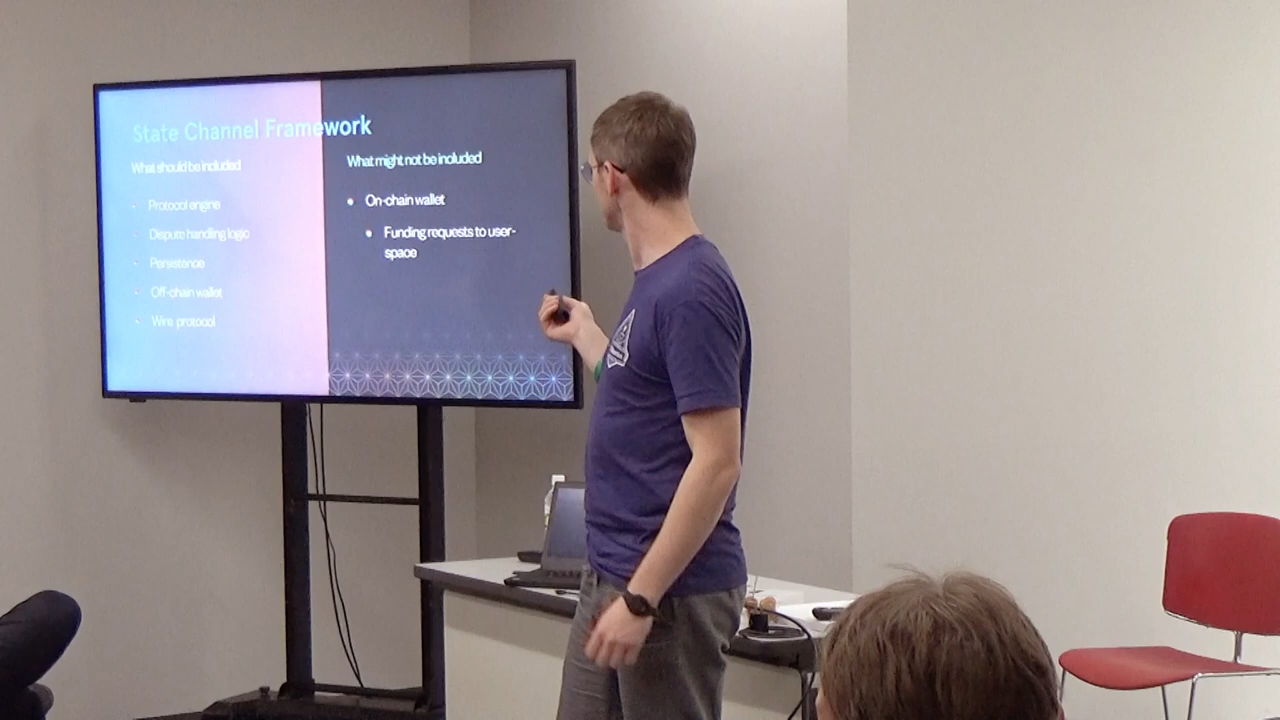 State Channel Framework
What should be included
• Protocol engine
• Dispute handling logic
• Persistence
• Off-chain wallet
• Wire protocol
What might not be included
• On-chain wallet
• Funding requests to user-
space